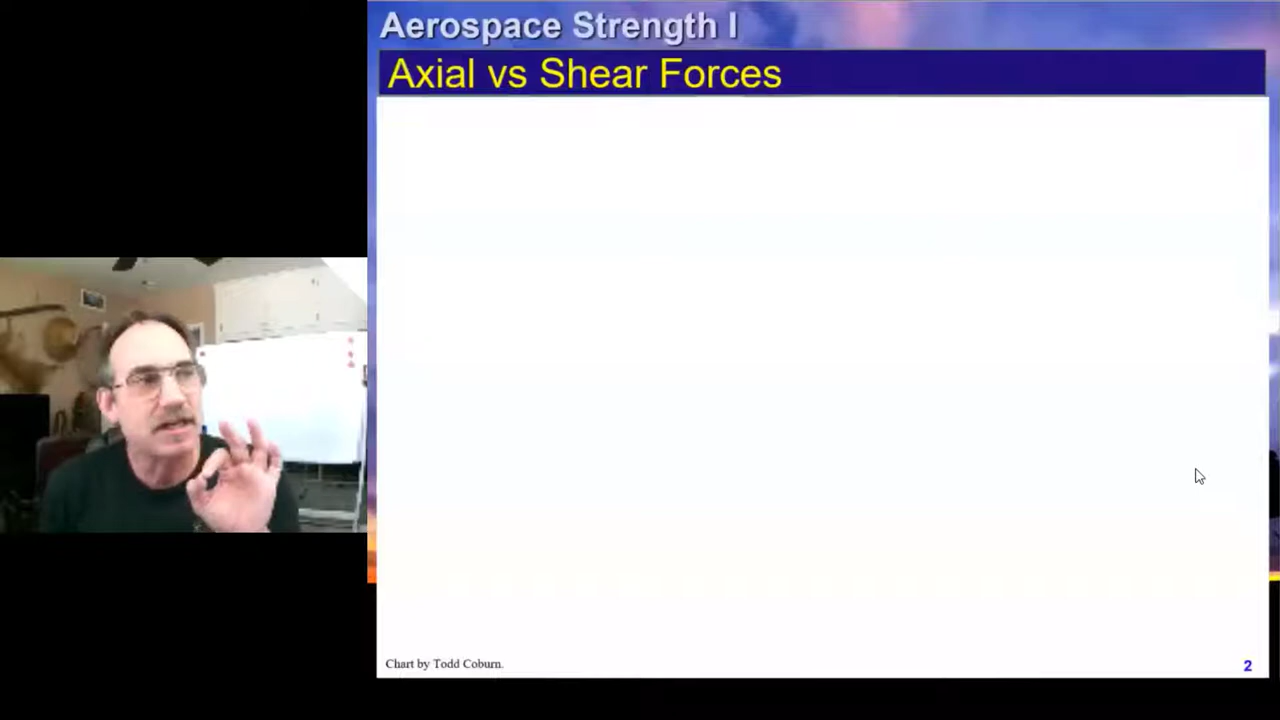 Aerospace Strength I
Axial vs Shear Forces
Chart by Todd Coburn.
2